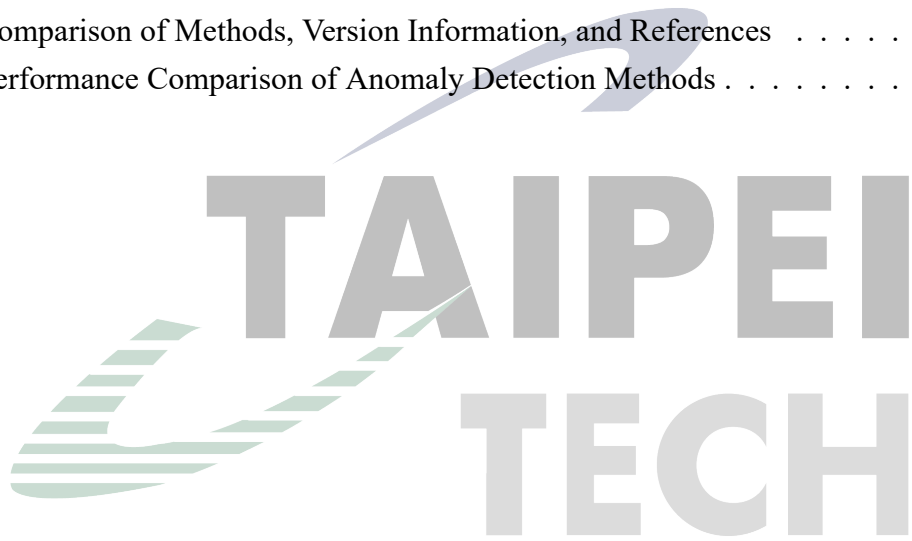 omparison of Methods, Version Information, and References . . . . .
erformance Comparison of Anomaly Detection Methods . . . . . . . .
TAIPEI
TECH